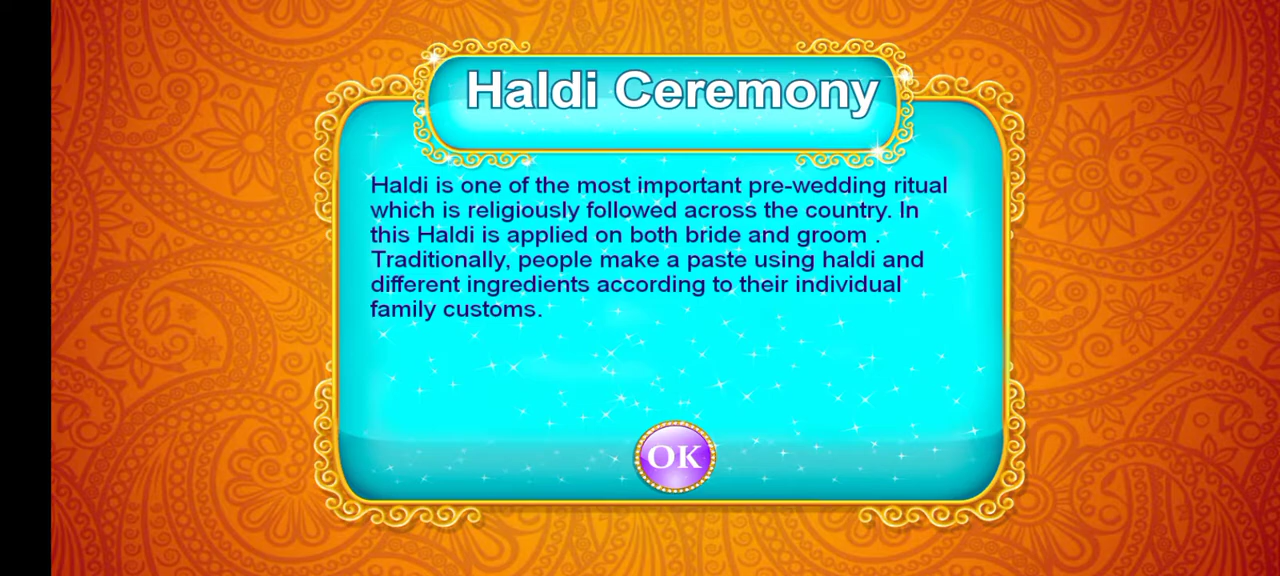 Haldi Ceremony
Haldi is one of the most important pre-wedding ritual
which is religiously followed across the country. In
this Haldi is applied on both bride and groom .
Traditionally, people make a paste using haldi and
different ingredients according to their individual
family customs.
OK